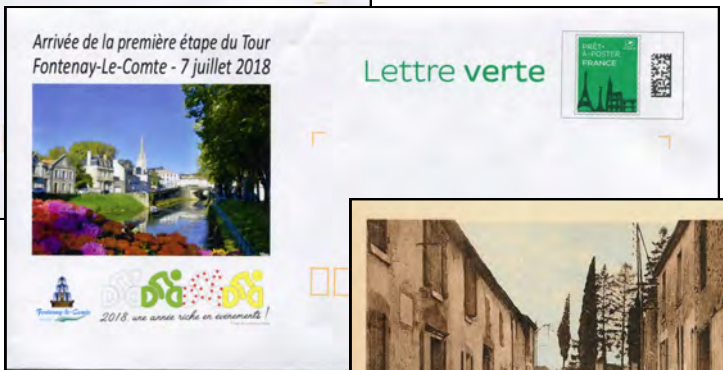 Arrivée de la première étape du Tour
Fontenay-Le-Comte - 7 juillet 2018
Lettre verte
PRÊT-
À-POSTER
FRANCE
Fontenay-le-Comte
2018, une année riche en évènements !